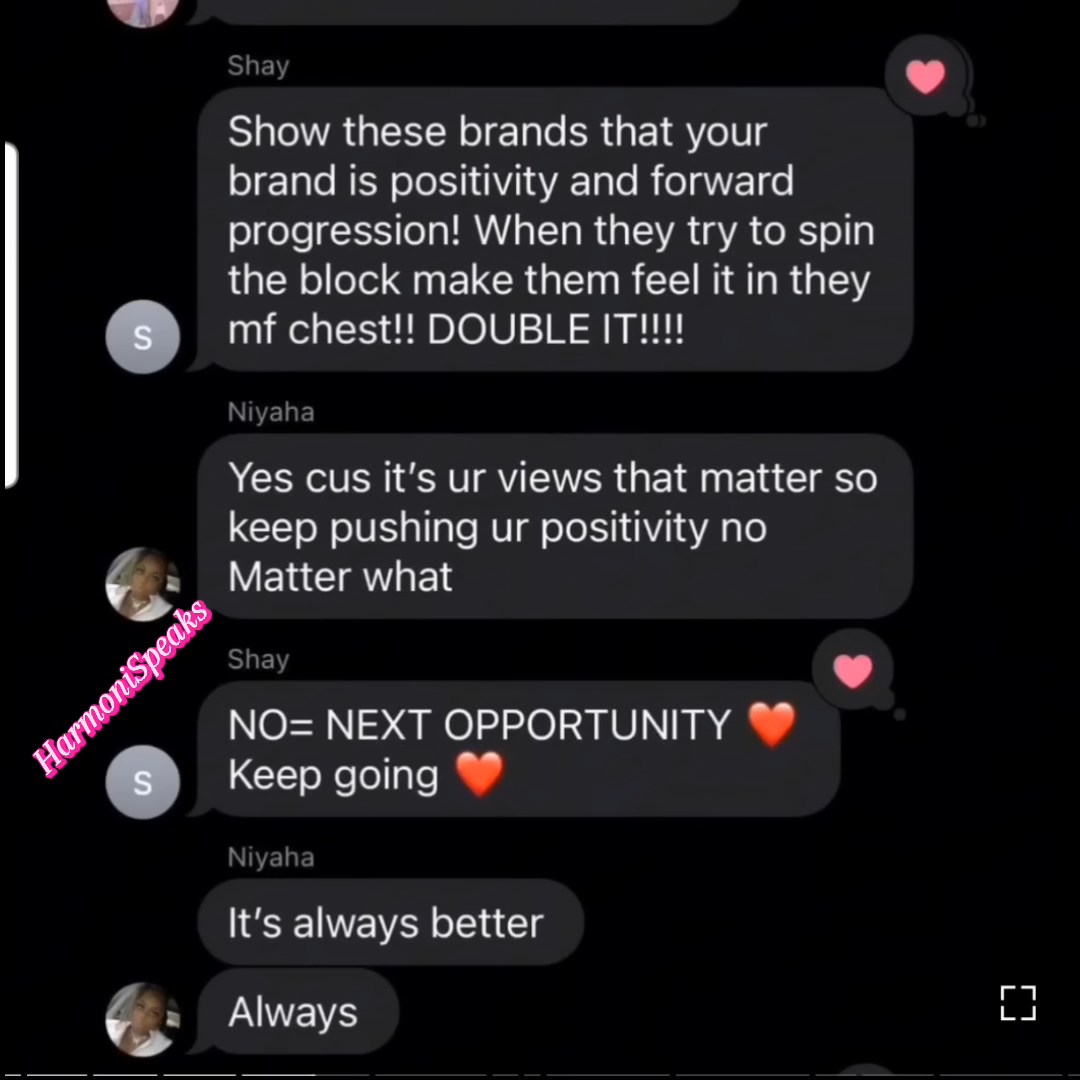 Shay
Show these brands that your
brand is positivity and forward
progression! When they try to spin
the block make them feel it in they
mf chest!! DOUBLE IT!!!!
S
Niyaha
Yes cus it's ur views that matter so
keep pushing ur positivity no
Matter what
HarmoniSpeaks
Shay
NO= NEXT OPPORTUNITY ❤️
Keep going ❤️
S
Niyaha
It's always better
Always